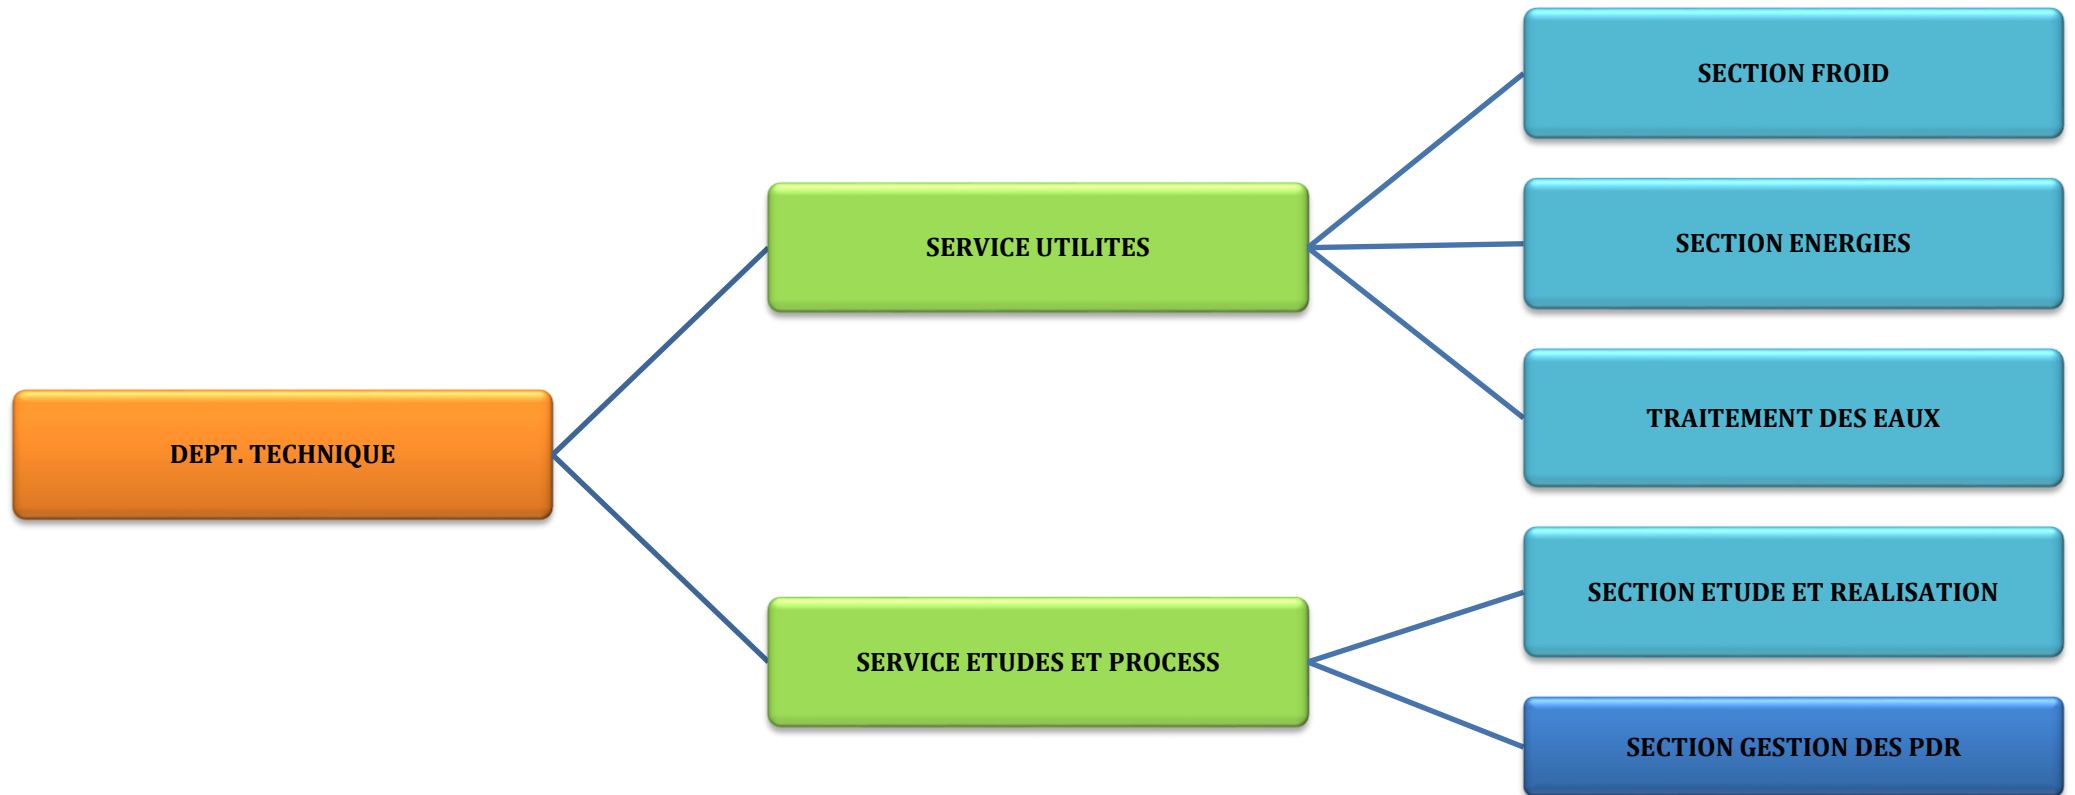 SECTION FROID
SERVICE UTILITES
SECTION ENERGIES
TRAITEMENT DES EAUX
DEPT. TECHNIQUE
SECTION ETUDE ET REALISATION
SERVICE ETUDES ET PROCESS
SECTION GESTION DES PDR